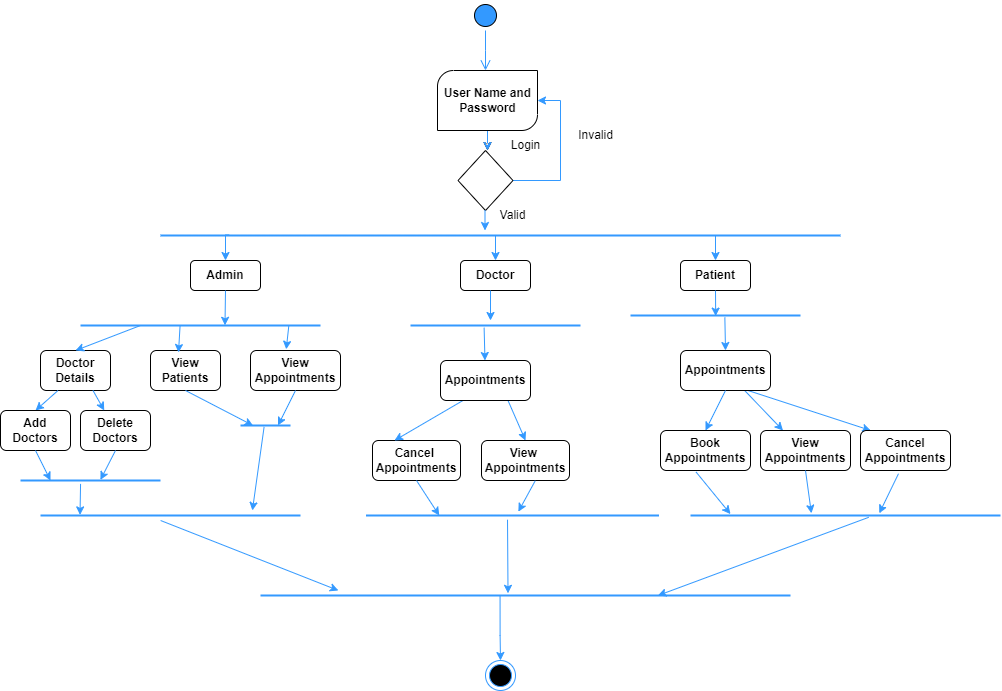 User Name and
Password
Login
Invalid
Valid
Admin
Doctor
Patient
Doctor
Details
View
Patients
View
Appointments
Appointments
Appointments
Add
Doctors
Delete
Doctors
Cancel
Appointments
View
Appointments
Book
Appointments
View
Appointments
Cancel
Appointments